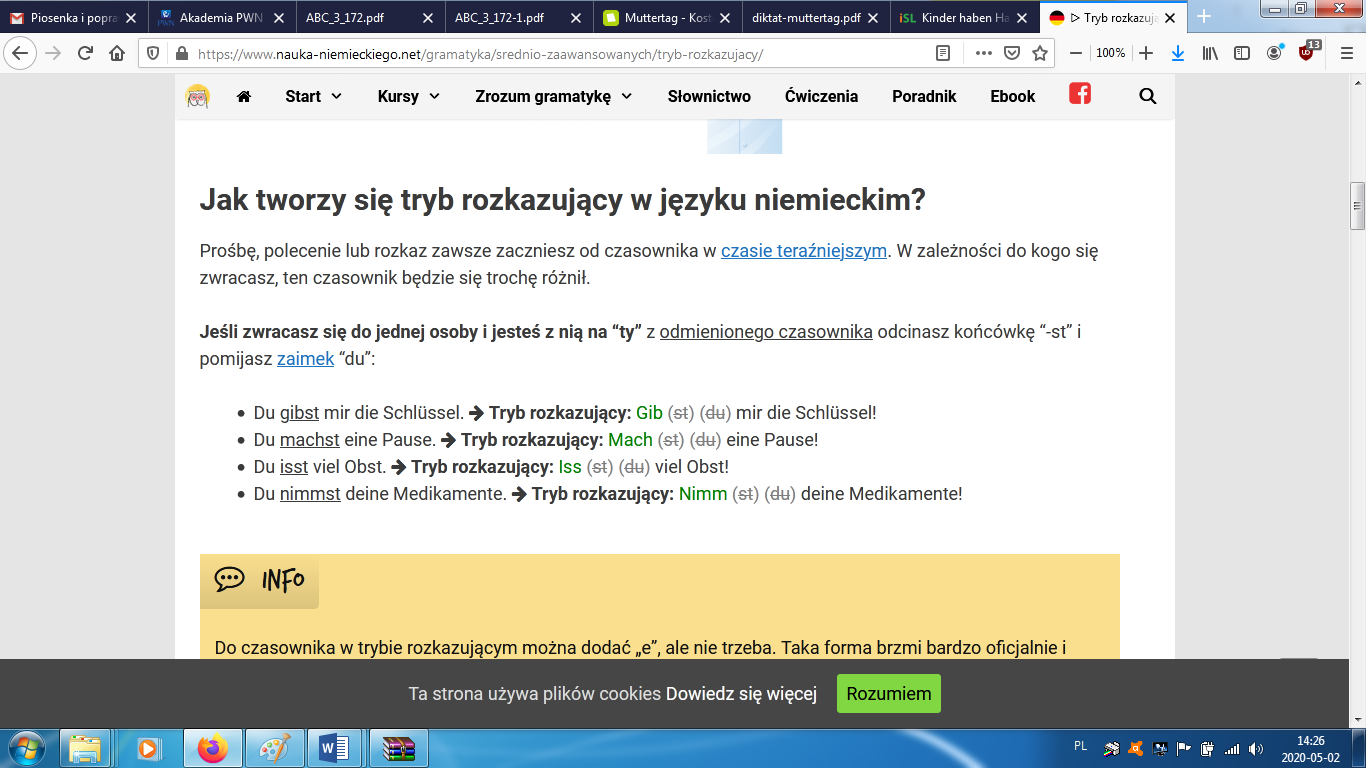 Piosenka i popra
Akademia PWN
ABC_3_172.pdf
ABC_3_172-1.pdf
Muttertag - Kost
diktat-muttertag.pdf
iSL Kinder haben Ha
▷ Tryb rozkazują
https://www.nauka-niemieckiego.net/gramatyka/srednio-zaawansowanych/tryb-rozkazujacy/
100%
13
Start
Kursy
Zrozum gramatykę
Słownictwo
Ćwiczenia
Poradnik
Ebook
Jak tworzy się tryb rozkazujący w języku niemieckim?
Prośbę, polecenie lub rozkaz zawsze zaczniesz od czasownika w czasie teraźniejszym. W zależności do kogo się
zwracasz, ten czasownik będzie się trochę różnił.
Jeśli zwracasz się do jednej osoby i jesteś z nią na “ty” z odmienionego czasownika odcinasz końcówkę “-st” i
pomijasz zaimek “du”:
• Du gibst mir die Schlüssel. → Tryb rozkazujący: Gib (st) (du) mir die Schlüssel!
• Du machst eine Pause. → Tryb rozkazujący: Mach (st) (du) eine Pause!
• Du isst viel Obst. → Tryb rozkazujący: Iss (st) (du) viel Obst!
• Du nimmst deine Medikamente. → Tryb rozkazujący: Nimm (st) (du) deine Medikamente!
INFO
Do czasownika w trybie rozkazującym można dodać „e”, ale nie trzeba. Taka forma brzmi bardzo oficjalnie i
Ta strona używa plików cookies Dowiedz się więcej Rozumiem
PL
14:26
2020-05-02